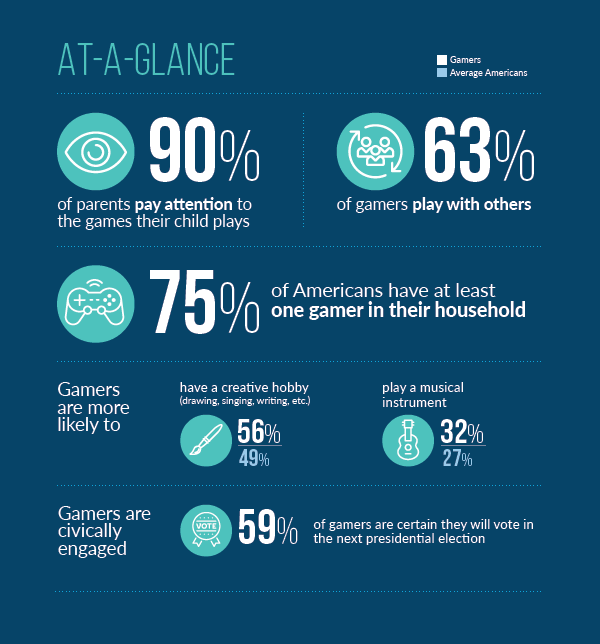 AT-A-GLANCE
Gamers
Average Americans
90%
of parents pay attention to
the games their child plays
63%
of gamers play with others
75%
of Americans have at least
one gamer in their household
Gamers
are more
likely to
have a creative hobby
(drawing, singing, writing, etc.)
56%
49%
play a musical
instrument
32%
27%
Gamers are
civically
engaged
VOTE
59%
of gamers are certain they will vote in
the next presidential election